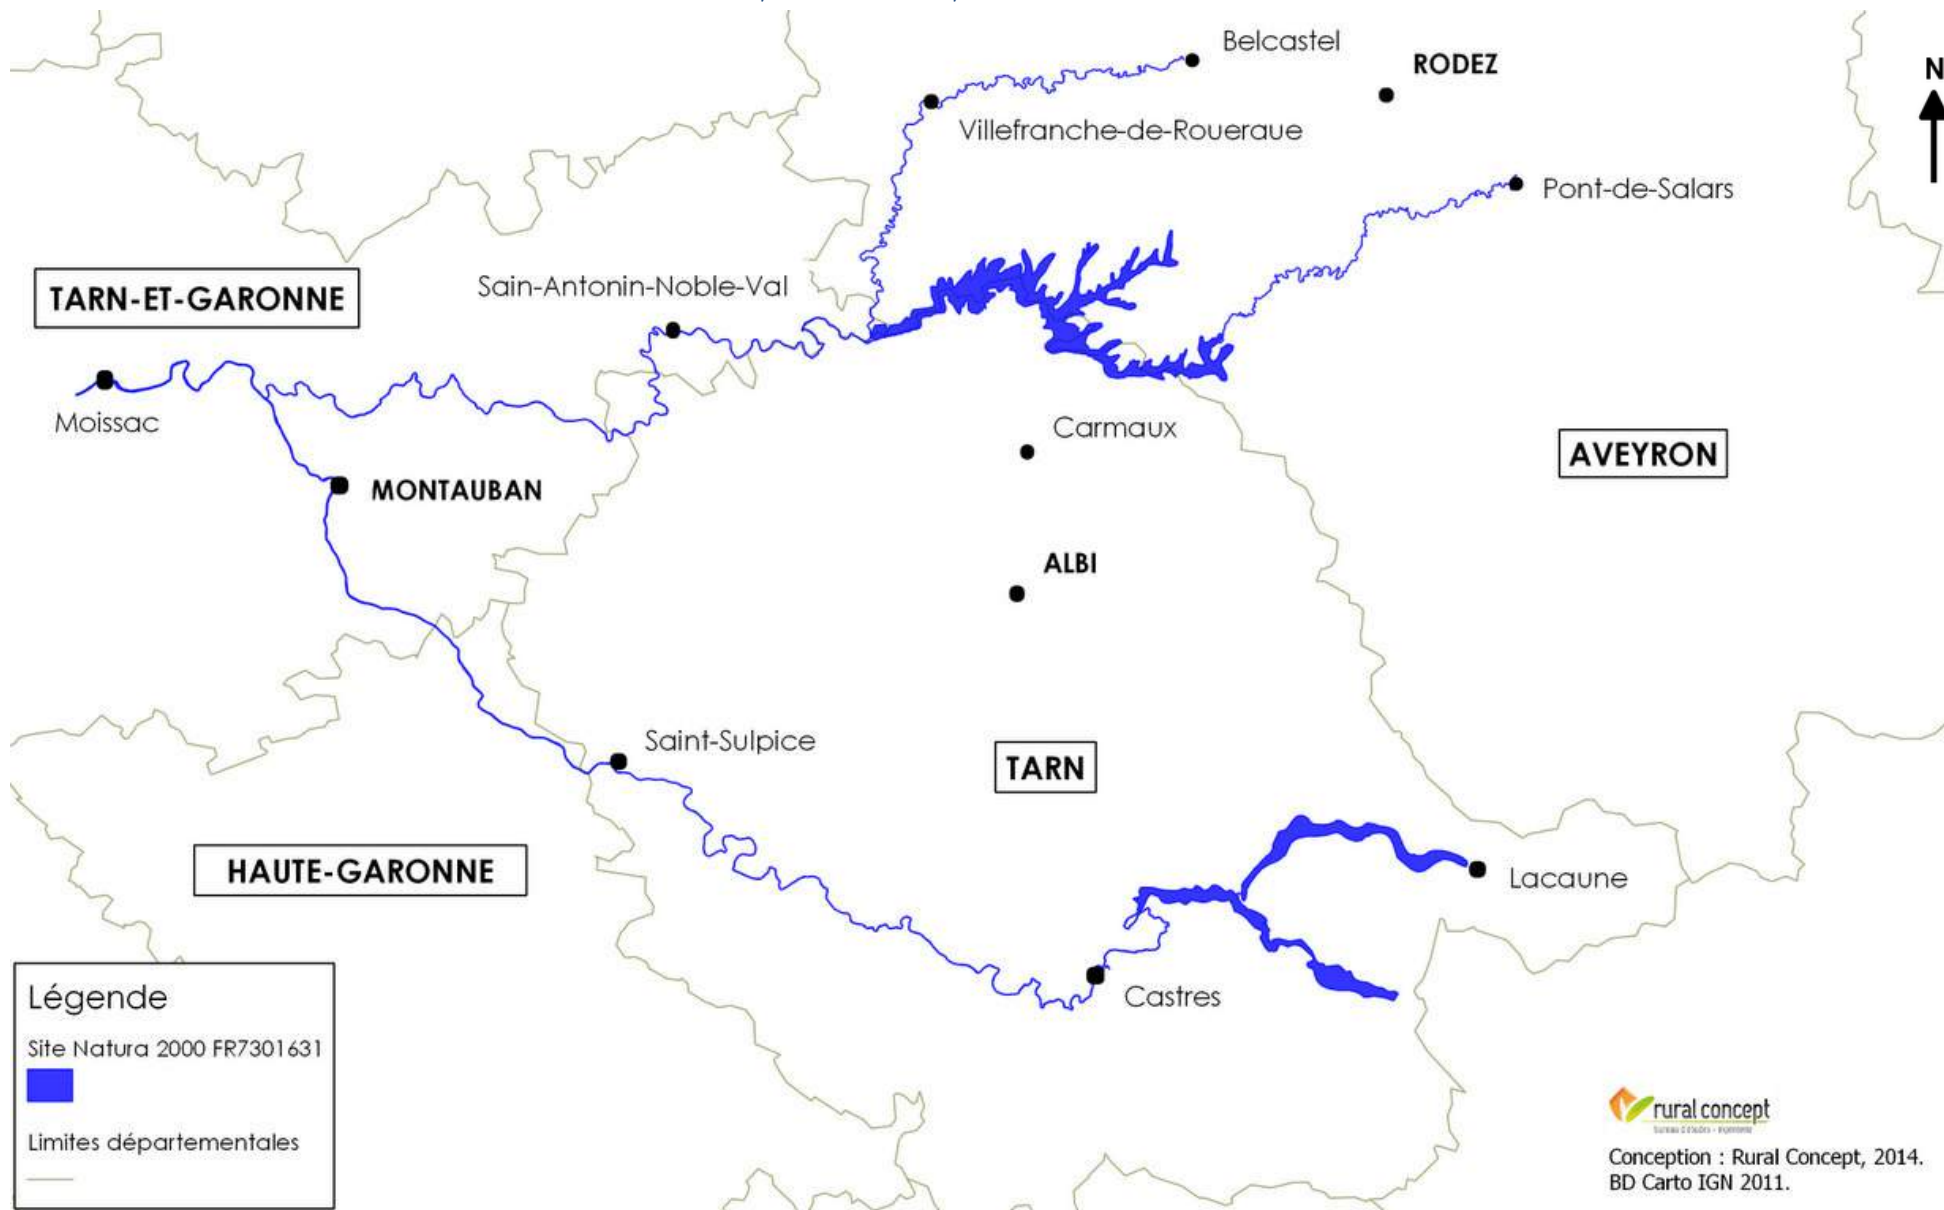 Belcastel
RODEZ
N
Villefranche-de-Roueraue
Pont-de-Salars
Sain-Antonin-Noble-Val
TARN-ET-GARONNE
Moissac
Carmaux
AVEYRON
MONTAUBAN
ALBI
Saint-Sulpice
TARN
HAUTE-GARONNE
Lacaune
Castres
Légende
Site Natura 2000 FR7301631
Limites départementales
rural concept
Conception : Rural Concept, 2014.
BD Carto IGN 2011.